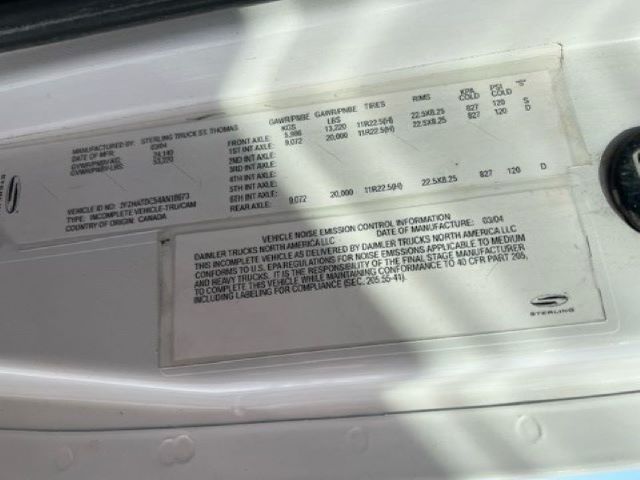 MANUFACTURED BY: STERLING TRUCK ST. THOMAS
DATE OF MFR: 03/04
GVWR/PNBV-KG: 24,140
GVWR/PNBV-LBS: 53,220
VEHICLE ID NO:
TYPE: INCOMPLETE VEHICLE-TRU/CAM
COUNTRY OF ORIGIN: CANADA
GAWR/PNBE KGS GAWR/PNBE LBS TIRES RIMS KPA COLD PSI COLD
FRONT AXLE: 5,996 13,220 11R22.5(H) 22.5X8.25 827 120 S
1ST INT AXLE: 9,072 20,000 11R22.5(H) 22.5X8.25 827 120 D
2ND INT AXLE:
3RD INT AXLE:
4TH INT AXLE:
5TH INT AXLE:
6TH INT AXLE:
REAR AXLE: 9,072 20,000 11R22.5(H) 22.5X8.25 827 120 D
VEHICLE NOISE EMISSION CONTROL INFORMATION
DAIMLER TRUCKS NORTH AMERICA LLC DATE OF MANUFACTURE: 03/04
THIS INCOMPLETE VEHICLE AS DELIVERED BY DAIMLER TRUCKS NORTH AMERICA LLC
CONFORMS TO U.S. EPA REGULATIONS FOR NOISE EMISSIONS APPLICABLE TO MEDIUM
AND HEAVY TRUCKS. IT IS THE RESPONSIBILITY OF THE FINAL STAGE MANUFACTURER
TO COMPLETE THIS VEHICLE WHILE MAINTAINING CONFORMANCE TO 40 CFR PART 205,
INCLUDING LABELING FOR COMPLIANCE (SEC. 205.55-41).
STERLING